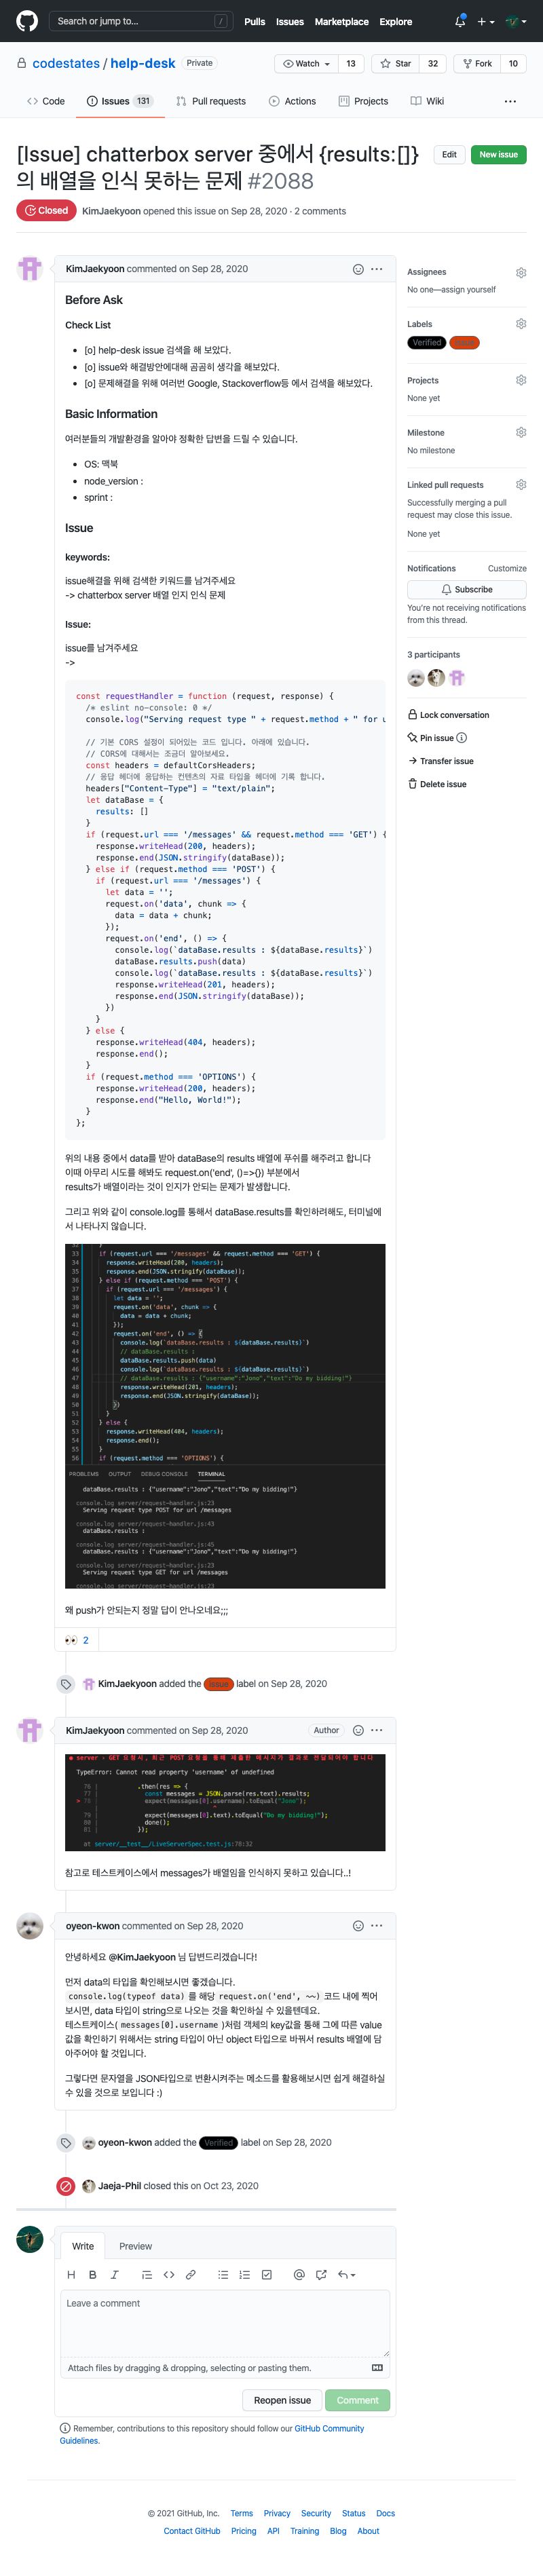 Search or jump to...
/
Pulls Issues Marketplace Explore
codestates / help-desk Private
Watch 13 Star 32 Fork 10
Code Issues 131 Pull requests Actions Projects Wiki
[Issue] chatterbox server 중에서 {results:[]}
의 배열을 인식 못하는 문제 #2088
Edit New issue
Closed KimJaekyoon opened this issue on Sep 28, 2020 · 2 comments
KimJaekyoon commented on Sep 28, 2020
Before Ask
Check List
[o] help-desk issue 검색을 해 보았다.
[o] issue와 해결방안에대해 곰곰히 생각을 해보았다.
[o] 문제해결을 위해 여러번 Google, Stackoverflow등 에서 검색을 해보았다.
Basic Information
여러분들의 개발환경을 알아야 정확한 답변을 드릴 수 있습니다.
OS: 맥북
node_version :
sprint :
Issue
keywords:
issue해결을 위해 검색한 키워드를 남겨주세요
-> chatterbox server 배열 인지 인식 문제
Issue:
issue를 남겨주세요
->
const requestHandler = function (request, response) {
/* eslint no-console: 0 */
console.log("Serving request type " + request.method + " for u
// 기본 CORS 설정이 되어있는 코드 입니다. 아래에 있습니다.
// CORS에 대해서는 조금더 알아보세요.
const headers = defaultCorsHeaders;
// 응답 헤더에 응답하는 컨텐츠의 자료 타입을 헤더에 기록 합니다.
headers["Content-Type"] = "text/plain";
let dataBase = {
results: []
}
if (request.url === '/messages' && request.method === 'GET') {
response.writeHead(200, headers);
response.end(JSON.stringify(dataBase));
} else if (request.method === 'POST') {
if (request.url === '/messages') {
let data = '';
request.on('data', chunk => {
data = data + chunk;
});
request.on('end', () => {
console.log(`dataBase.results : ${dataBase.results}`)
dataBase.results.push(data)
console.log(`dataBase.results : ${dataBase.results}`)
response.writeHead(201, headers);
response.end(JSON.stringify(dataBase));
})
}
} else {
response.writeHead(404, headers);
response.end();
}
if (request.method === 'OPTIONS') {
response.writeHead(200, headers);
response.end("Hello, World!");
}
};
위의 내용 중에서 data를 받아 dataBase의 results 배열에 푸쉬를 해주려고 합니다
이때 아무리 시도를 해봐도 request.on('end', ()=>{}) 부분에서
results가 배열이라는 것이 인지가 안되는 문제가 발생합니다.
그리고 위와 같이 console.log를 통해서 dataBase.results를 확인하려해도, 터미널에
서 나타나지 않습니다.
32 }
33 if (request.url === '/messages' && request.method === 'GET') {
34 response.writeHead(200, headers);
35 response.end(JSON.stringify(dataBase));
36 } else if (request.method === 'POST') {
37 if (request.url === '/messages') {
38 let data = '';
39 request.on('data', chunk => {
40 data = data + chunk;
41 });
42 request.on('end', () => {
43 console.log(`dataBase.results : ${dataBase.results}`)
44 // dataBase.results :
45 dataBase.results.push(data)
46 console.log(`dataBase.results : ${dataBase.results}`)
47 // dataBase.results : {"username":"Jono","text":"Do my bidding!"}
48 response.writeHead(201, headers);
49 response.end(JSON.stringify(dataBase));
50 })
51 }
52 } else {
53 response.writeHead(404, headers);
54 response.end();
55 }
56 if (request.method === 'OPTIONS') {
PROBLEMS OUTPUT DEBUG CONSOLE TERMINAL
dataBase.results : {"username":"Jono","text":"Do my bidding!"}
console.log server/request-handler.js:23
Serving request type POST for url /messages
console.log server/request-handler.js:43
dataBase.results :
console.log server/request-handler.js:45
dataBase.results : {"username":"Jono","text":"Do my bidding!"}
console.log server/request-handler.js:23
Serving request type GET for url /messages
console.log server/request-handler.js:23
왜 push가 안되는지 정말 답이 안나오네요;;;
2
KimJaekyoon added the Issue label on Sep 28, 2020
KimJaekyoon commented on Sep 28, 2020 Author
● server › GET 요청시, 최근 POST 요청을 통해 제출한 메시지가 결과로 전달되어야 합니다
TypeError: Cannot read property 'username' of undefined
76 | .then(res => {
77 | const messages = JSON.parse(res.text).results;
> 78 | expect(messages[0].username).toEqual("Jono");
| ^
79 | expect(messages[0].text).toEqual("Do my bidding!");
80 | done();
81 | });
at server/__test__/LiveServerSpec.test.js:78:32
참고로 테스트케이스에서 messages가 배열임을 인식하지 못하고 있습니다..!
oyeon-kwon commented on Sep 28, 2020
안녕하세요 @KimJaekyoon 님 답변드리겠습니다!
먼저 data의 타입을 확인해보시면 좋겠습니다.
console.log(typeof data) 를 해당 request.on('end', ~~) 코드 내에 찍어
보시면, data 타입이 string으로 나오는 것을 확인하실 수 있을텐데요.
테스트케이스( messages[0].username )처럼 객체의 key값을 통해 그에 따른 value
값을 확인하기 위해서는 string 타입이 아닌 object 타입으로 바꿔서 results 배열에 담
아주어야 할 것입니다.
그렇다면 문자열을 JSON타입으로 변환시켜주는 메소드를 활용해보시면 쉽게 해결하실
수 있을 것으로 보입니다 :)
oyeon-kwon added the Verified label on Sep 28, 2020
Jaeja-Phil closed this on Oct 23, 2020
Write Preview
Leave a comment
Attach files by dragging & dropping, selecting or pasting them.
Reopen issue Comment
Remember, contributions to this repository should follow our GitHub Community
Guidelines.
Assignees
No one—assign yourself
Labels
Verified Issue
Projects
None yet
Milestone
No milestone
Linked pull requests
Successfully merging a pull
request may close this issue.
None yet
Notifications Customize
Subscribe
You're not receiving notifications
from this thread.
3 participants
Lock conversation
Pin issue
Transfer issue
Delete issue
© 2021 GitHub, Inc. Terms Privacy Security Status Docs
Contact GitHub Pricing API Training Blog About